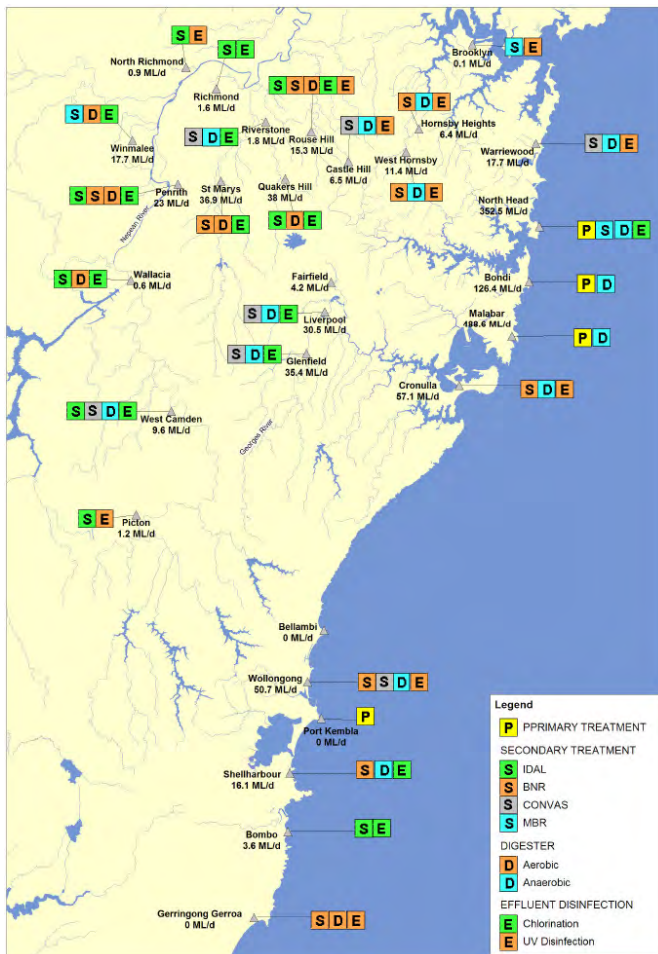 S E
North Richmond
0.9 ML/d
S E
Richmond
1.6 ML/d
S S D E E
Rouse Hill
15.3 ML/d
Brooklyn
0.1 ML/d
S E
S D E
Hornsby Heights
6.4 ML/d
S D E
Winmalee
17.7 ML/d
S D E
Riverstone
1.8 ML/d
S D E
Castle Hill
6.5 ML/d
West Hornsby
11.4 ML/d
S D E
Warriewood
17.7 ML/d
S D E
S S D E
Penrith
23 ML/d
St Marys
36.9 ML/d
S D E
Quakers Hill
38 ML/d
S D E
North Head
352.5 ML/d
P S D E
Nepean River
S D E
Wallacia
0.6 ML/d
Fairfield
4.2 ML/d
Bondi
126.4 ML/d
P D
S D E
Liverpool
30.5 ML/d
Malabar
488.6 ML/d
P D
S D E
Glenfield
35.4 ML/d
Cronulla
57.1 ML/d
S D E
S S D E
West Camden
9.6 ML/d
Georges River
S E
Picton
1.2 ML/d
Bellambi
0 ML/d
Wollongong
50.7 ML/d
S S D E
P
Port Kembla
0 ML/d
Shellharbour
16.1 ML/d
S D E
Bombo
3.6 ML/d
S E
Gerringong Gerroa
0 ML/d
S D E
Legend
P PPRIMARY TREATMENT
SECONDARY TREATMENT
S IDAL
S BNR
S CONVAS
S MBR
DIGESTER
D Aerobic
D Anaerobic
EFFLUENT DISINFECTION
E Chlorination
E UV Disinfection